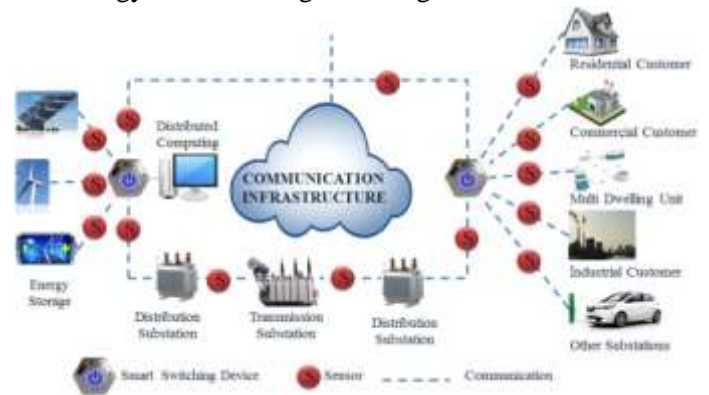 Residential Customer
Distributed
Computing
Commercial Customer
COMMUNICATION
INFRASTRUCTURE
Multi Dwelling Unit
Energy
Storage
Industrial Customer
Distribution
Substation
Transmission
Substation
Distribution
Substation
Other Substations
Smart Switching Device
S Sensor
Communication